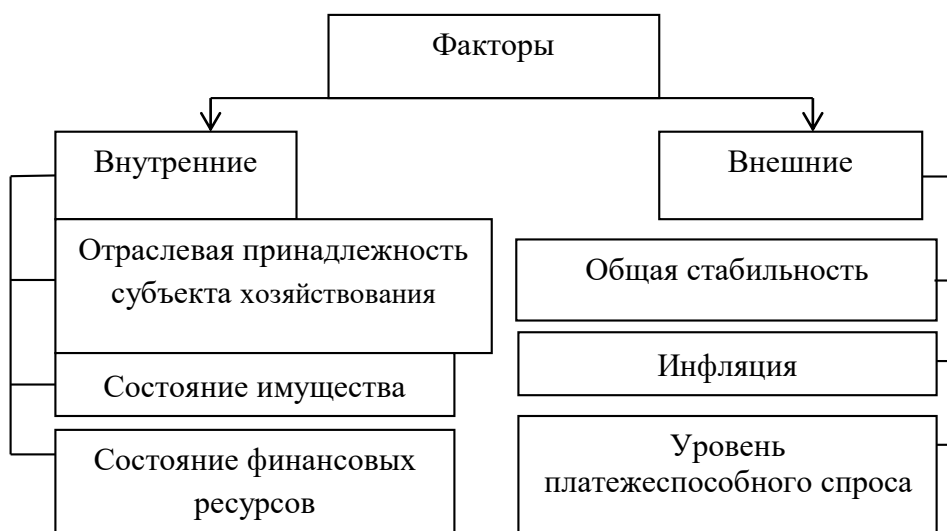 Факторы
Внутренние
Внешние
Отраслевая принадлежность
субъекта хозяйствования
Общая стабильность
Состояние имущества
Инфляция
Состояние финансовых
ресурсов
Уровень
платежеспособного спроса